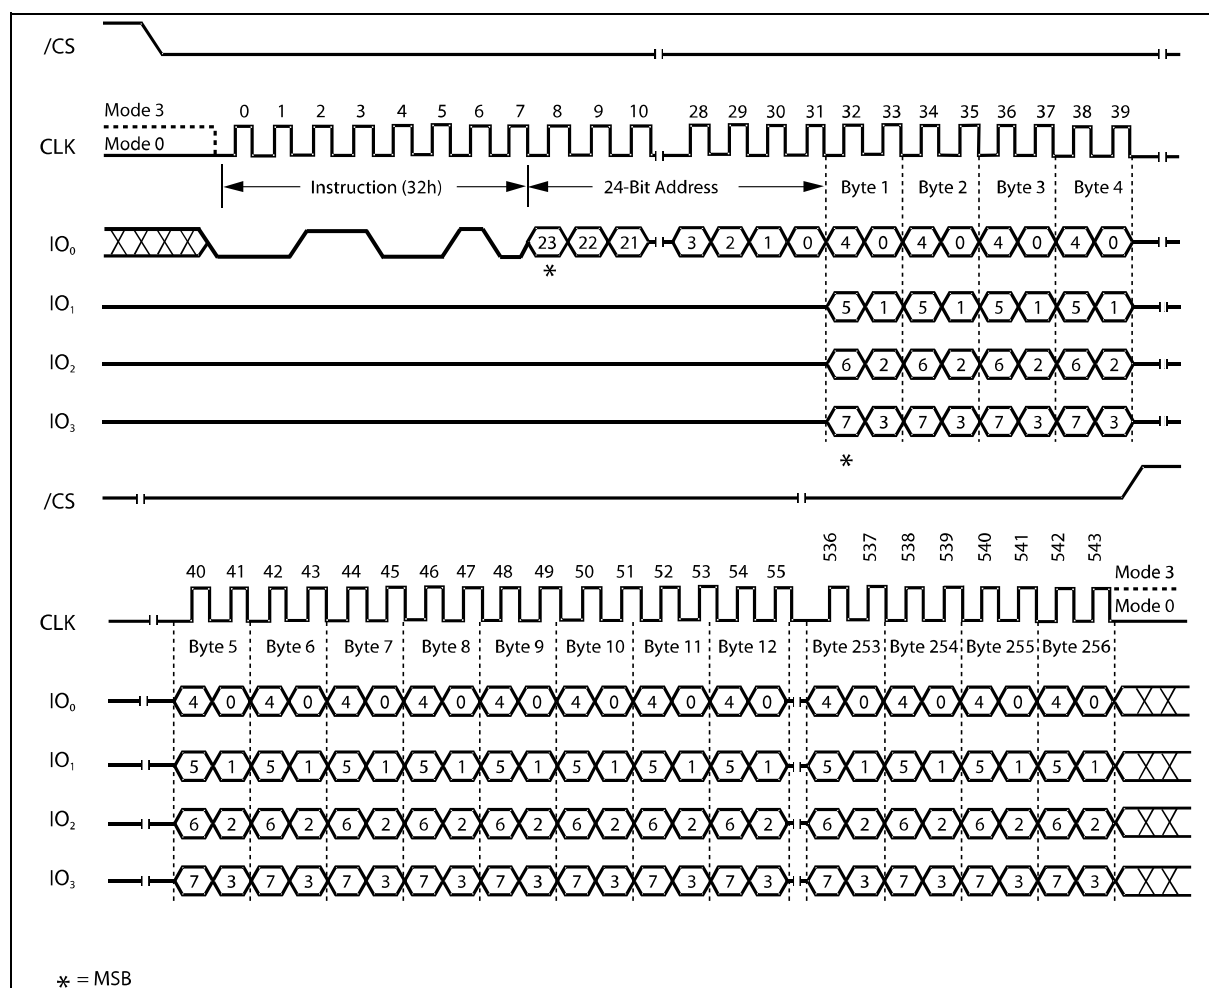 /CS
Mode 3
0 1 2 3 4 5 6 7 8 9 10 28 29 30 31 32 33 34 35 36 37 38 39
CLK
Mode 0
Instruction (32h) 24-Bit Address Byte 1 Byte 2 Byte 3 Byte 4
IO₀ 23 22 21 3 2 1 0 4 0 4 0 4 0 4 0
*
IO₁ 5 1 5 1 5 1 5 1
IO₂ 6 2 6 2 6 2 6 2
IO₃ 7 3 7 3 7 3 7 3
*
/CS
40 41 42 43 44 45 46 47 48 49 50 51 52 53 54 55 536 537 538 539 540 541 542 543
Mode 3
CLK
Mode 0
Byte 5 Byte 6 Byte 7 Byte 8 Byte 9 Byte 10 Byte 11 Byte 12 Byte 253 Byte 254 Byte 255 Byte 256
IO₀ 4 0 4 0 4 0 4 0 4 0 4 0 4 0 4 0 4 0 4 0 4 0 4 0
IO₁ 5 1 5 1 5 1 5 1 5 1 5 1 5 1 5 1 5 1 5 1 5 1 5 1
IO₂ 6 2 6 2 6 2 6 2 6 2 6 2 6 2 6 2 6 2 6 2 6 2 6 2
IO₃ 7 3 7 3 7 3 7 3 7 3 7 3 7 3 7 3 7 3 7 3 7 3 7 3
* = MSB